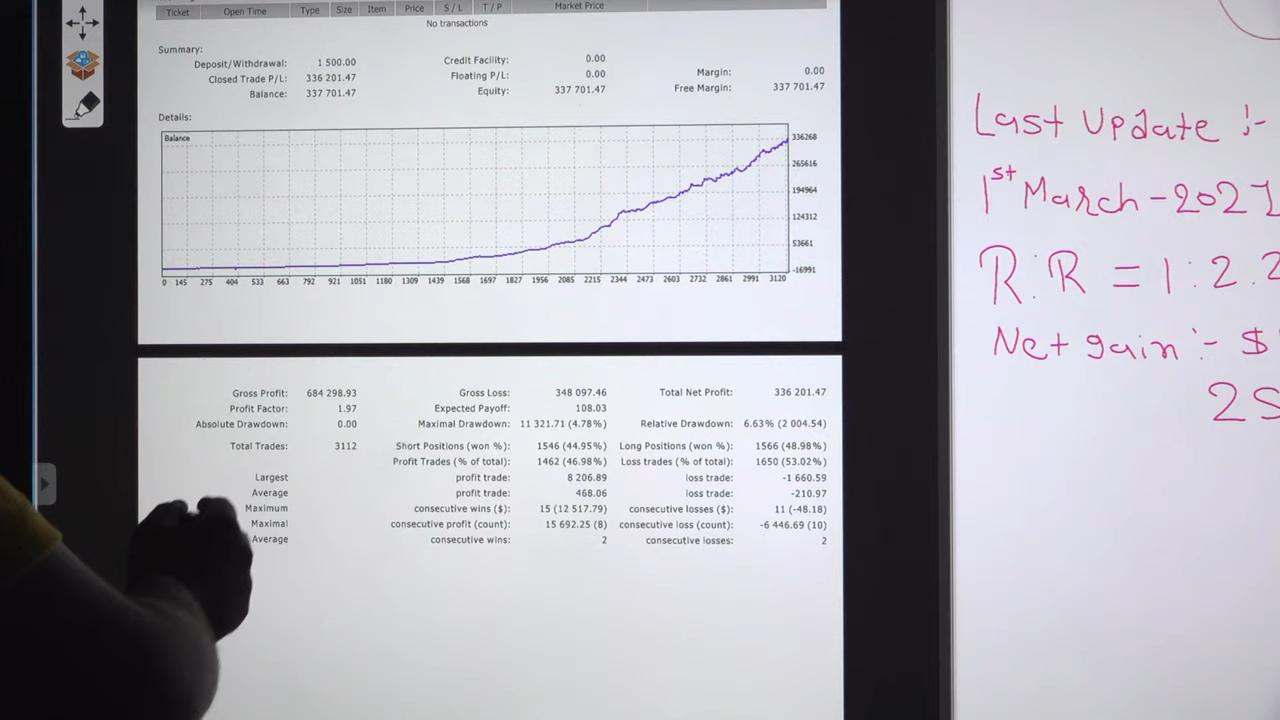 Ticket Open Time Type Size Item Price S / L T / P Market Price
No transactions
Summary:
Deposit/Withdrawal: 1 500.00 Credit Facility: 0.00
Closed Trade P/L: 336 201.47 Floating P/L: 0.00 Margin: 0.00
Balance: 337 701.47 Equity: 337 701.47 Free Margin: 337 701.47
Details:
Balance
336268
265616
194964
124312
53661
-16991
0 145 275 404 533 663 792 921 1051 1180 1309 1439 1568 1697 1827 1956 2085 2215 2344 2473 2603 2732 2861 2991 3120
Gross Profit: 684 298.93 Gross Loss: 348 097.46 Total Net Profit: 336 201.47
Profit Factor: 1.97 Expected Payoff: 108.03
Absolute Drawdown: 0.00 Maximal Drawdown: 11 321.71 (4.78%) Relative Drawdown: 6.63% (2 004.54)
Total Trades: 3112 Short Positions (won %): 1546 (44.95%) Long Positions (won %): 1566 (48.98%)
Profit Trades (% of total): 1462 (46.98%) Loss trades (% of total): 1650 (53.02%)
Largest profit trade: 8 206.89 loss trade: -1 660.59
Average profit trade: 468.06 loss trade: -210.97
Maximum consecutive wins ($): 15 (12 517.79) consecutive losses ($): 11 (-48.18)
Maximal consecutive profit (count): 15 692.25 (8) consecutive loss (count): -6 446.69 (10)
Average consecutive wins: 2 consecutive losses: 2
Last Update :-
1st March - 2021
R:R = 1:2.2
Net gain :- $